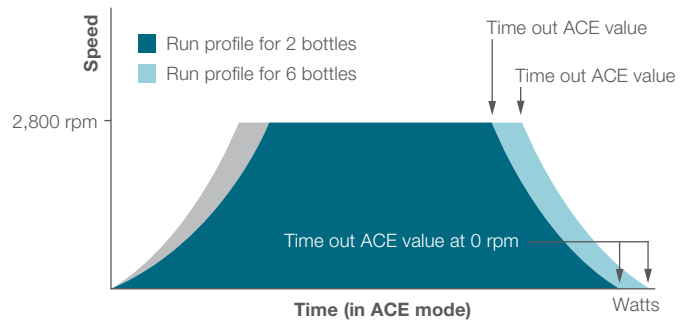 Speed
Run profile for 2 bottles
Run profile for 6 bottles
Time out ACE value
Time out ACE value
2,800 rpm
Time out ACE value at 0 rpm
Time (in ACE mode)
Watts